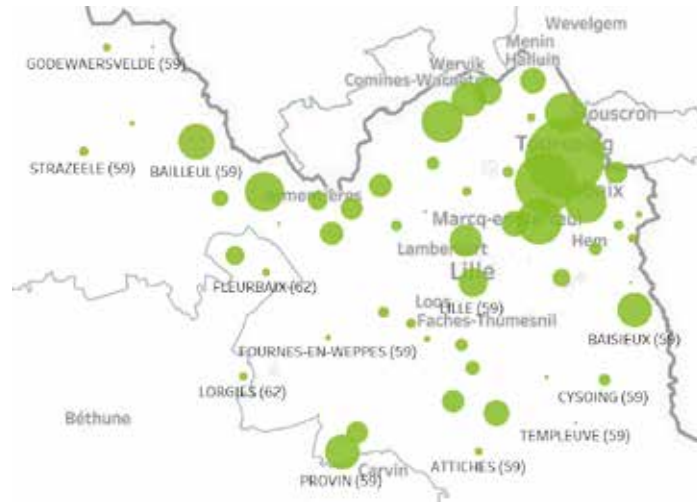 Wevelgem
Menin
Halluin
GODEWAERSVELDE (59)
Wervik
Comines-Warneton
ouscron
Tourcoing
STRAZEELE (59)
BAILLEUL (59)
Marcq-en-
Hem
Lille
FLEURBAIX (62)
Loos
LILLE (59)
Faches-Thumesnil
BAISIEUX (59)
FOURNES-EN-WEPPES (59)
LORGIES (62)
CYSOING (59)
Béthune
TEMPLEUVE (59)
ATTICHES (59)
Carvin
PROVIN (59)